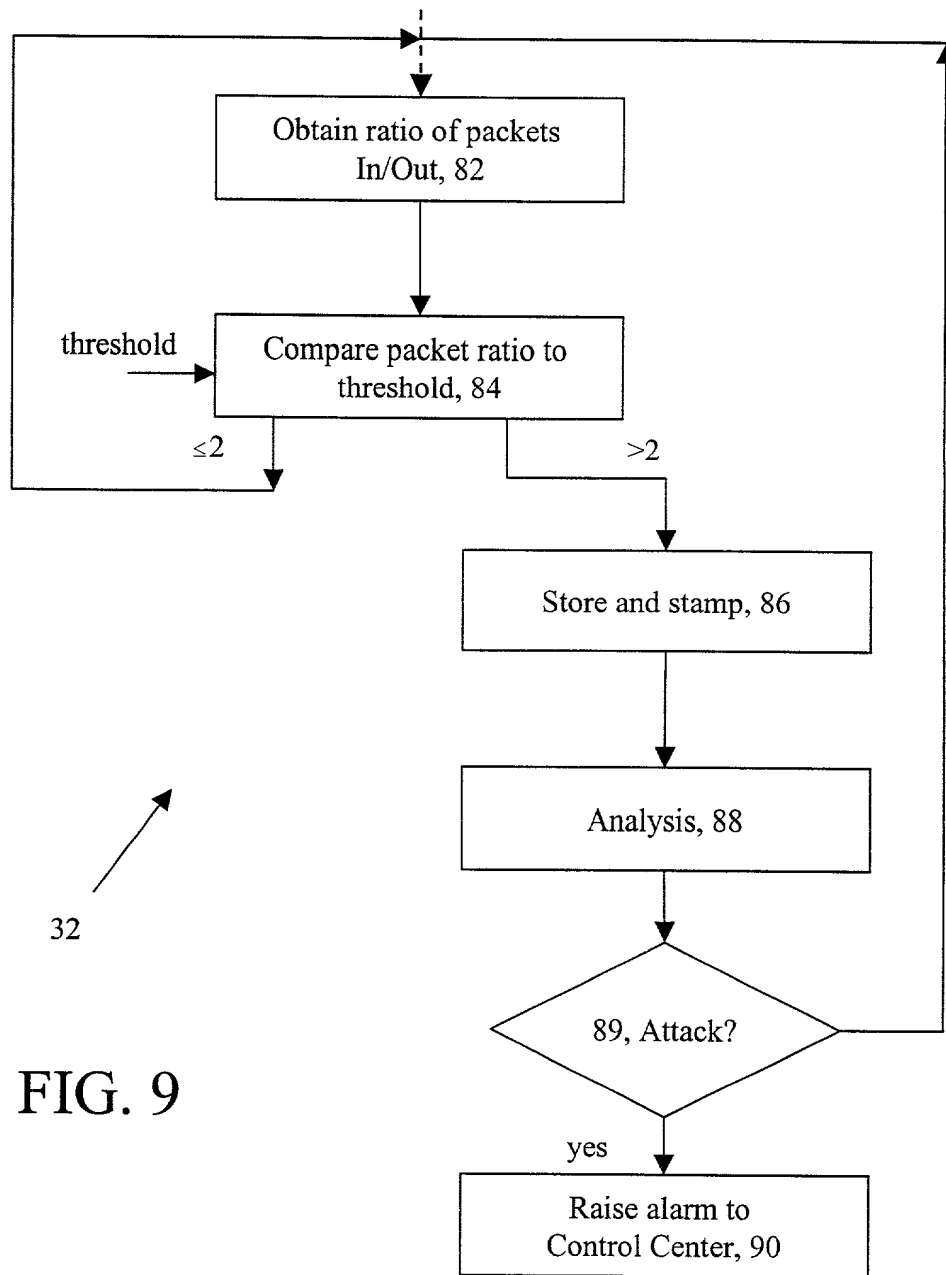 Obtain ratio of packets
In/Out, 82
threshold
Compare packet ratio to
threshold, 84
≤2
>2
Store and stamp, 86
Analysis, 88
32
89, Attack?
FIG. 9
yes
Raise alarm to
Control Center, 90